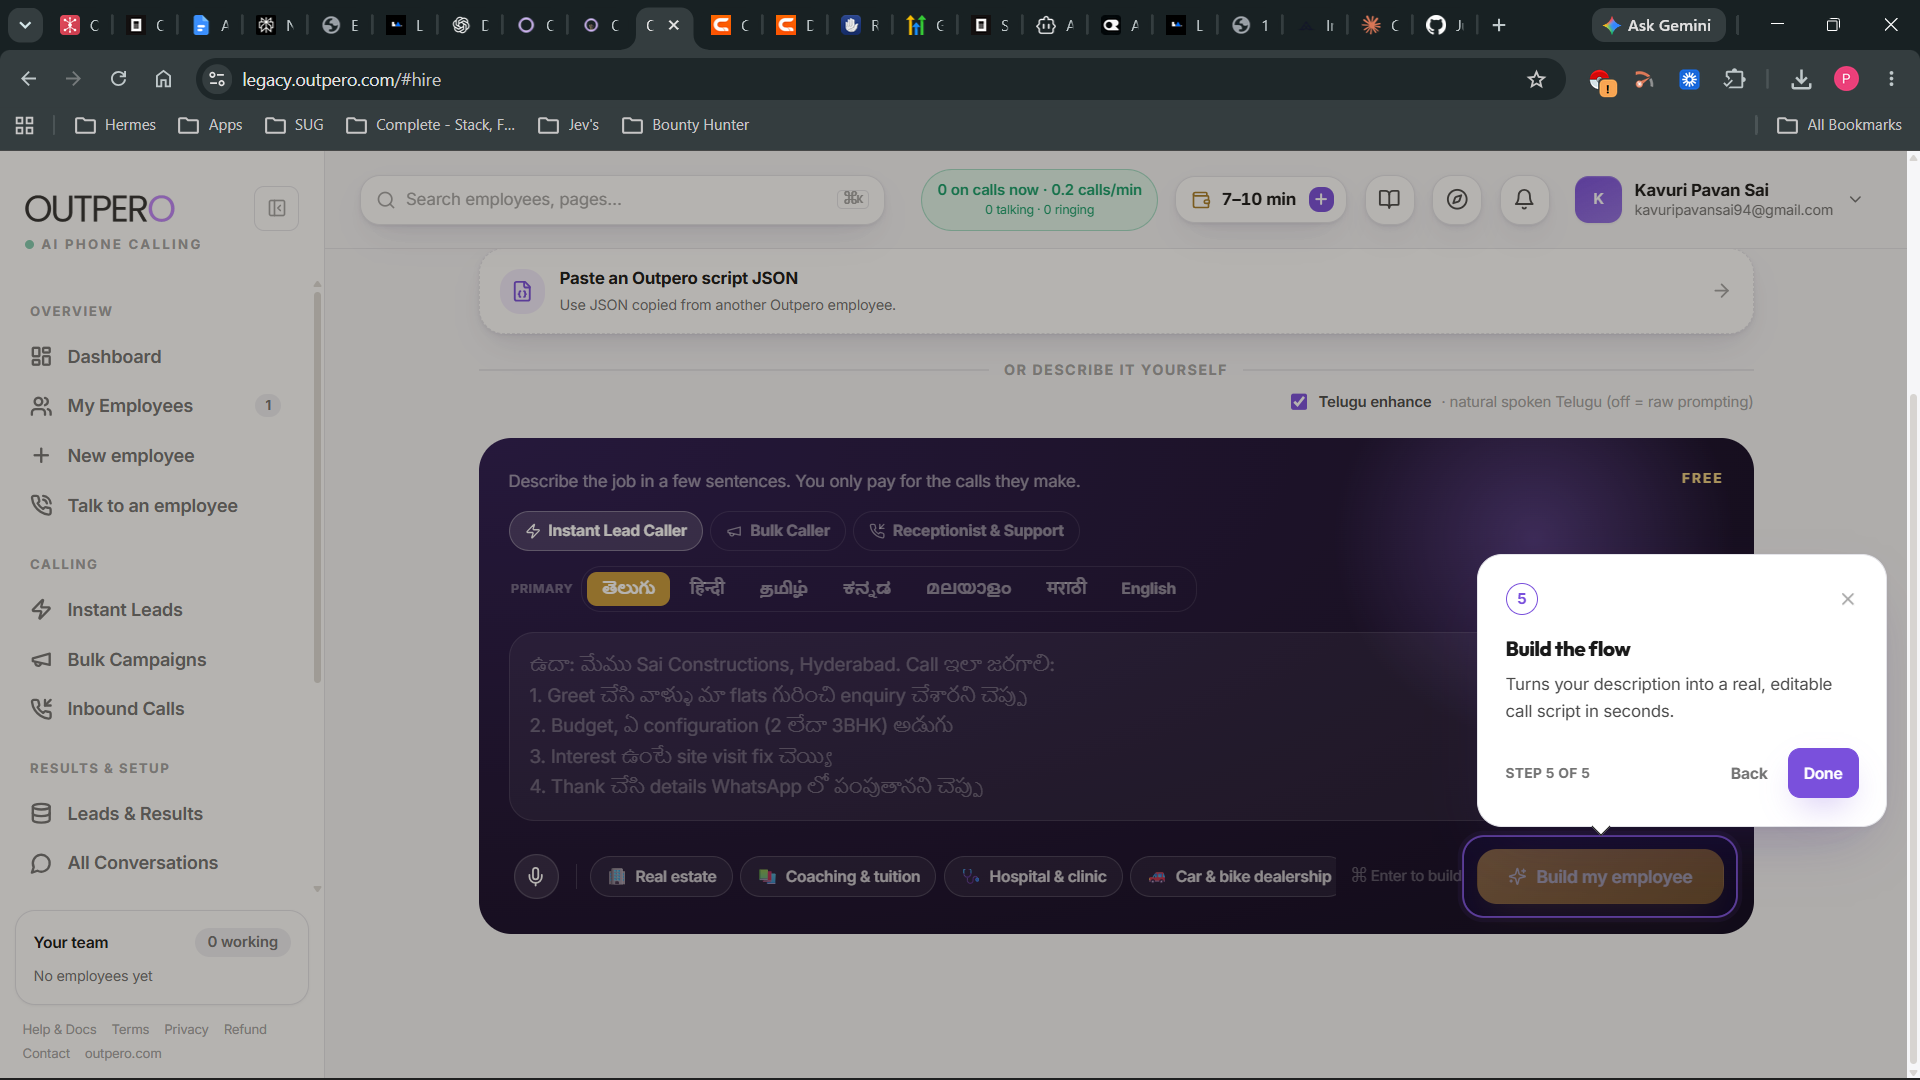 Ask Gemini
legacy.outpero.com/#hire
Hermes
Apps
SUG
Complete - Stack, F...
Jev's
Bounty Hunter
All Bookmarks
OUTPERO
AI PHONE CALLING
Search employees, pages...
⌘K
0 on calls now · 0.2 calls/min
0 talking · 0 ringing
7–10 min
K
Kavuri Pavan Sai
kavuripavansai94@gmail.com
OVERVIEW
Dashboard
My Employees 1
New employee
Talk to an employee
CALLING
Instant Leads
Bulk Campaigns
Inbound Calls
RESULTS & SETUP
Leads & Results
All Conversations
Your team 0 working
No employees yet
Help & Docs Terms Privacy Refund
Contact outpero.com
Paste an Outpero script JSON
Use JSON copied from another Outpero employee.
OR DESCRIBE IT YOURSELF
Telugu enhance · natural spoken Telugu (off = raw prompting)
Describe the job in a few sentences. You only pay for the calls they make.
FREE
Instant Lead Caller
Bulk Caller
Receptionist & Support
PRIMARY తెలుగు हिन्दी தமிழ் ಕನ್ನಡ മലയാളം मराठी English
ఉదా: మేము Sai Constructions, Hyderabad. Call ఇలా జరగాలి:
1. Greet చేసి వాళ్ళు మా flats గురించి enquiry చేశారని చెప్పు
2. Budget, ఏ configuration (2 లేదా 3BHK) అడుగు
3. Interest ఉంటే site visit fix చెయ్యి
4. Thank చేసి details WhatsApp లో పంపుతానని చెప్పు
Real estate
Coaching & tuition
Hospital & clinic
Car & bike dealership
⌘ Enter to build
Build my employee
5
Build the flow
Turns your description into a real, editable
call script in seconds.
STEP 5 OF 5
Back
Done